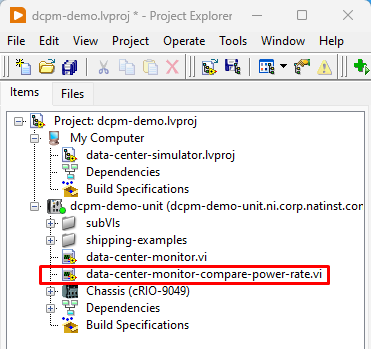 dcpm-demo.lvproj * - Project Explorer
File Edit View Project Operate Tools Window
Items Files
Project: dcpm-demo.lvproj
My Computer
data-center-simulator.lvproj
Dependencies
Build Specifications
dcpm-demo-unit (dcpm-demo-unit.ni.corp.natinst.com
subVIs
shipping-examples
data-center-monitor.vi
data-center-monitor-compare-power-rate.vi
Chassis (cRIO-9049)
Dependencies
Build Specifications